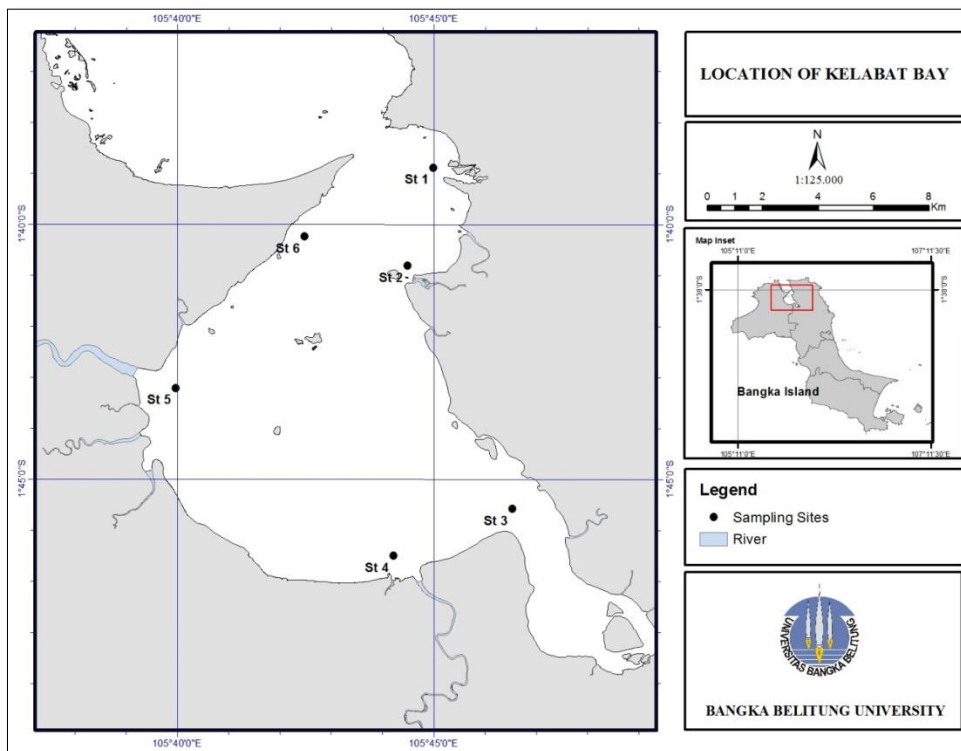 105°40'0"E
105°45'0"E
St 1
St 6
St 2
St 5
St 3
St 4
1°40'0"S
1°45'0"S
1°40'0"S
1°45'0"S
105°40'0"E
105°45'0"E
LOCATION OF KELABAT BAY
N
1:125.000
0 1 2 4 6 8
Km
Map Inset
105°11'0"E
107°11'30"E
1°38'0"S
1°38'0"S
Bangka Island
105°11'0"E
107°11'30"E
Legend
Sampling Sites
River
UNIVERSITAS BANGKA BELITUNG
BANGKA BELITUNG UNIVERSITY